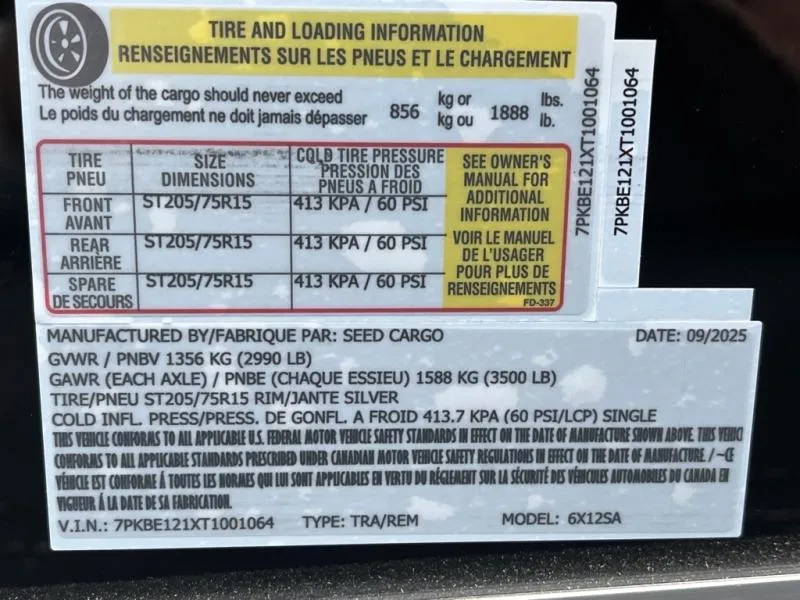 TIRE AND LOADING INFORMATION
RENSEIGNEMENTS SUR LES PNEUS ET LE CHARGEMENT
The weight of the cargo should never exceed 856 kg or 1888 lbs.
Le poids du chargement ne doit jamais dépasser kg ou lb.
TIRE PNEU
SIZE DIMENSIONS
COLD TIRE PRESSURE
PRESSION DES
PNEUS A FROID
FRONT AVANT ST205/75R15 413 KPA / 60 PSI
REAR ARRIÈRE ST205/75R15 413 KPA / 60 PSI
SPARE DE SECOURS ST205/75R15 413 KPA / 60 PSI
SEE OWNER'S
MANUAL FOR
ADDITIONAL
INFORMATION
VOIR LE MANUEL
DE L'USAGER
POUR PLUS DE
RENSEIGNEMENTS
FD-337
7PKBE121XT1001064
7PKBE121XT1001064
MANUFACTURED BY/FABRIQUE PAR: SEED CARGO DATE: 09/2025
GVWR / PNBV 1356 KG (2990 LB)
GAWR (EACH AXLE) / PNBE (CHAQUE ESSIEU) 1588 KG (3500 LB)
TIRE/PNEU ST205/75R15 RIM/JANTE SILVER
COLD INFL. PRESS/PRESS. DE GONFL. A FROID 413.7 KPA (60 PSI/LCP) SINGLE
THIS VEHICLE CONFORMS TO ALL APPLICABLE U.S. FEDERAL MOTOR VEHICLE SAFETY STANDARDS IN EFFECT ON THE DATE OF MANUFACTURE SHOWN ABOVE. THIS VEHICL
CONFORMS TO ALL APPLICABLE STANDARDS PRESCRIBED UNDER CANADIAN MOTOR VEHICLE SAFETY REGULATIONS IN EFFECT ON THE DATE OF MANUFACTURE. / ~CE
VÉHICLE EST CONFORME Á TOUTES LES NORMES QUI LUI SONT APPLICABLES EN VERTU DU RÉGLEMENT SUR LA SÉCURITÉ DES VÉHICULES AUTOMOBILES DU CANADA EN
VIGUEUR Á LA DATE DE SA FABRICATION.
V.I.N.: 7PKBE121XT1001064 TYPE: TRA/REM MODEL: 6X12SA